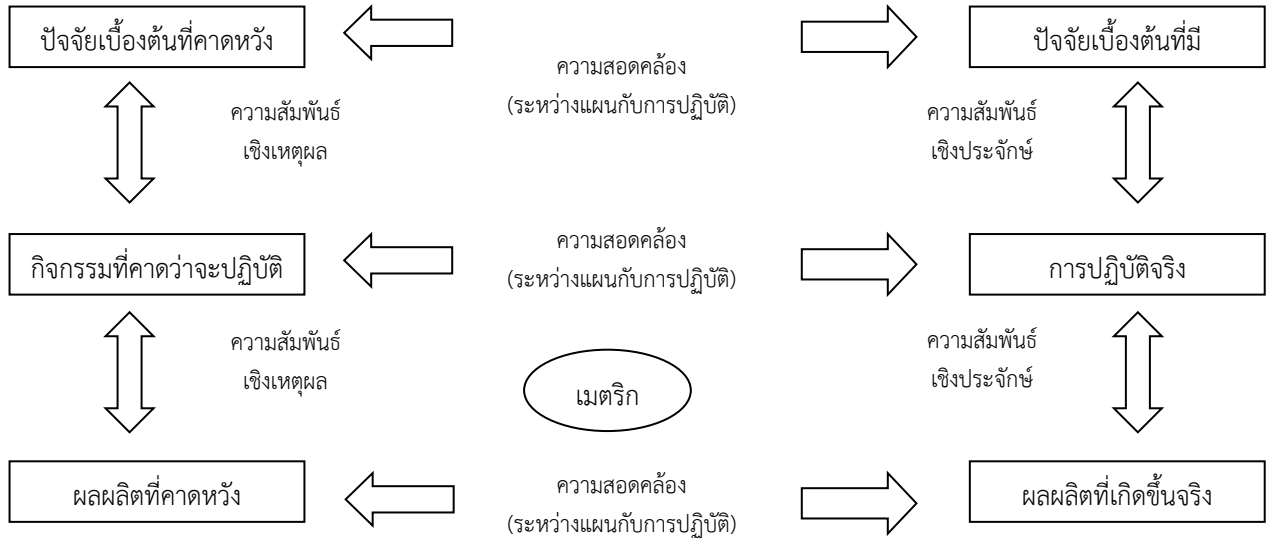 ปัจจัยเบื้องต้นที่คาดหวัง
ความสอดคล้อง
(ระหว่างแผนกับการปฏิบัติ)
ปัจจัยเบื้องต้นที่มี
ความสัมพันธ์
เชิงเหตุผล
ความสัมพันธ์
เชิงประจักษ์
กิจกรรมที่คาดว่าจะปฏิบัติ
ความสอดคล้อง
(ระหว่างแผนกับการปฏิบัติ)
การปฏิบัติจริง
ความสัมพันธ์
เชิงเหตุผล
เมตริก
ความสัมพันธ์
เชิงประจักษ์
ผลผลิตที่คาดหวัง
ความสอดคล้อง
(ระหว่างแผนกับการปฏิบัติ)
ผลผลิตที่เกิดขึ้นจริง